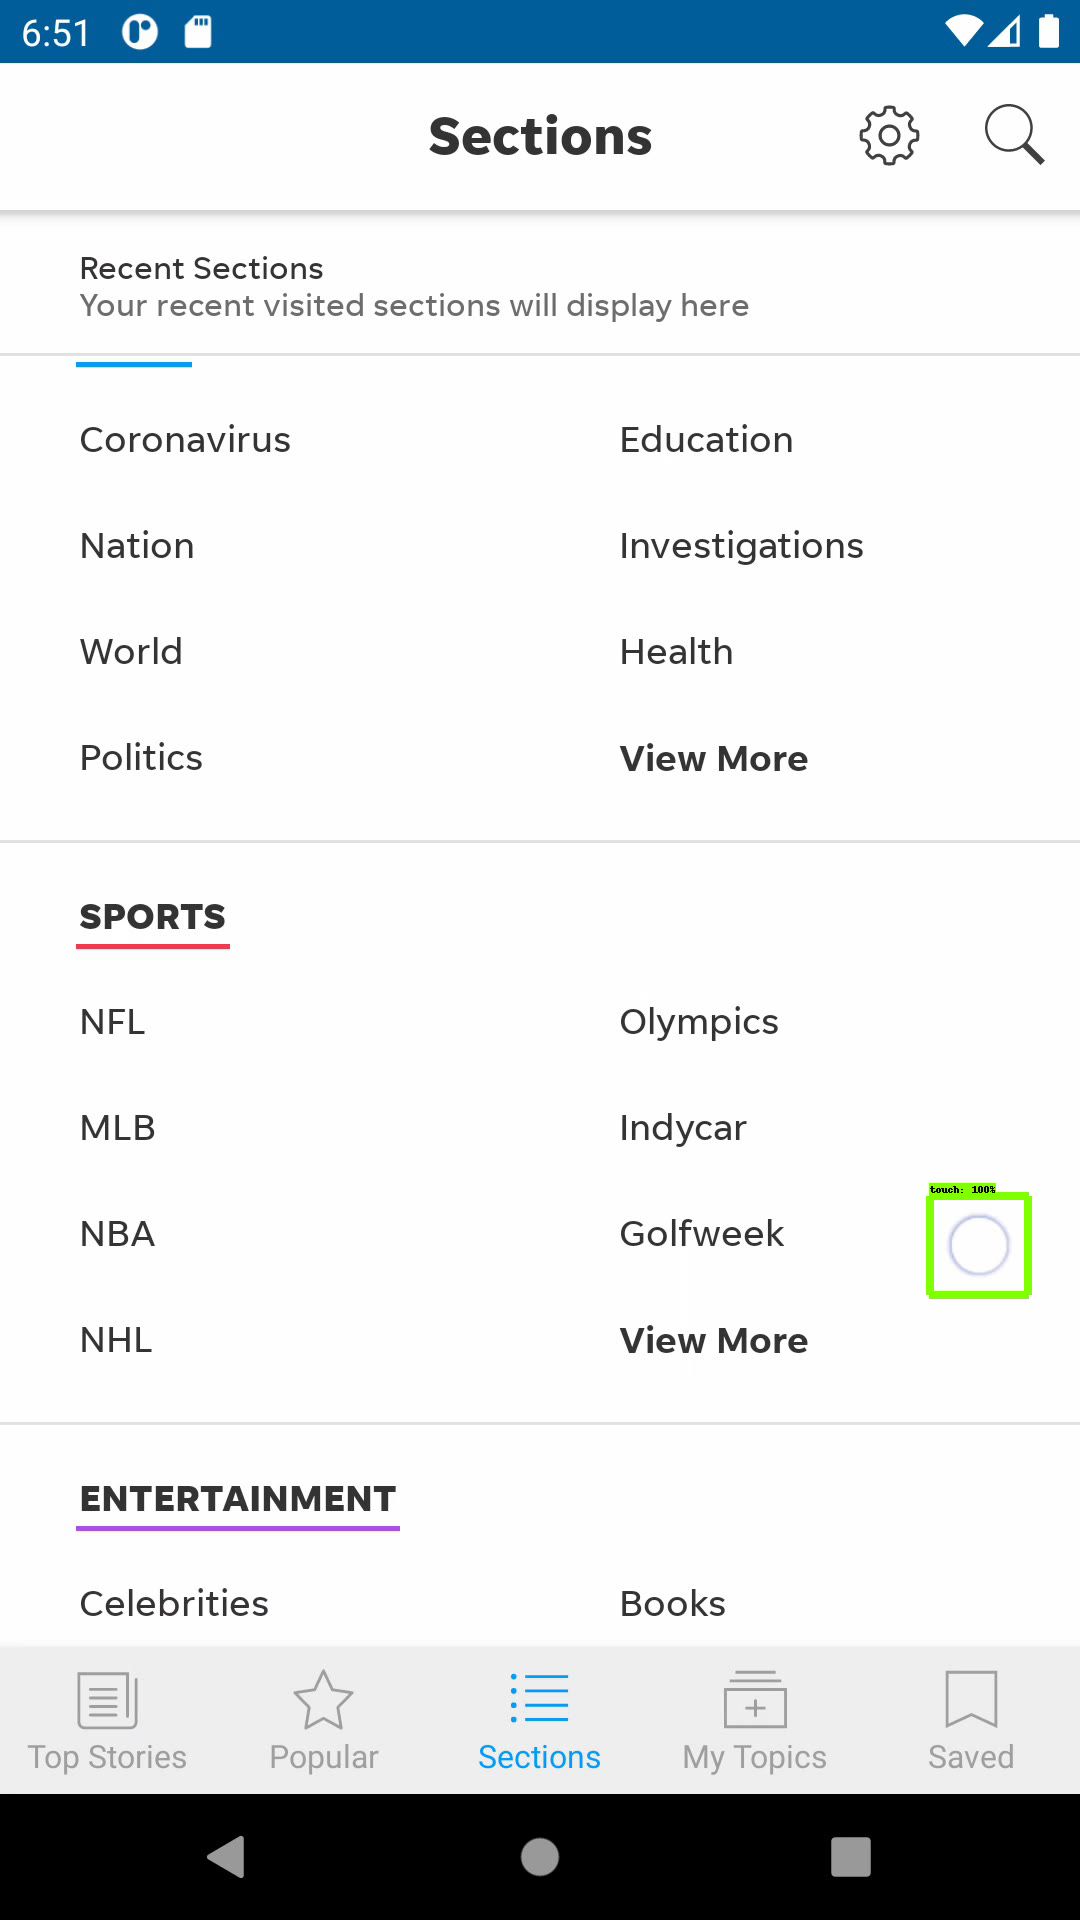 6:51
Sections
Recent Sections
Your recent visited sections will display here
Coronavirus
Education
Nation
Investigations
World
Health
Politics
View More
SPORTS
NFL
Olympics
MLB
Indycar
touch: 100%
NBA
Golfweek
NHL
View More
ENTERTAINMENT
Celebrities
Books
Top Stories
Popular
Sections
My Topics
Saved